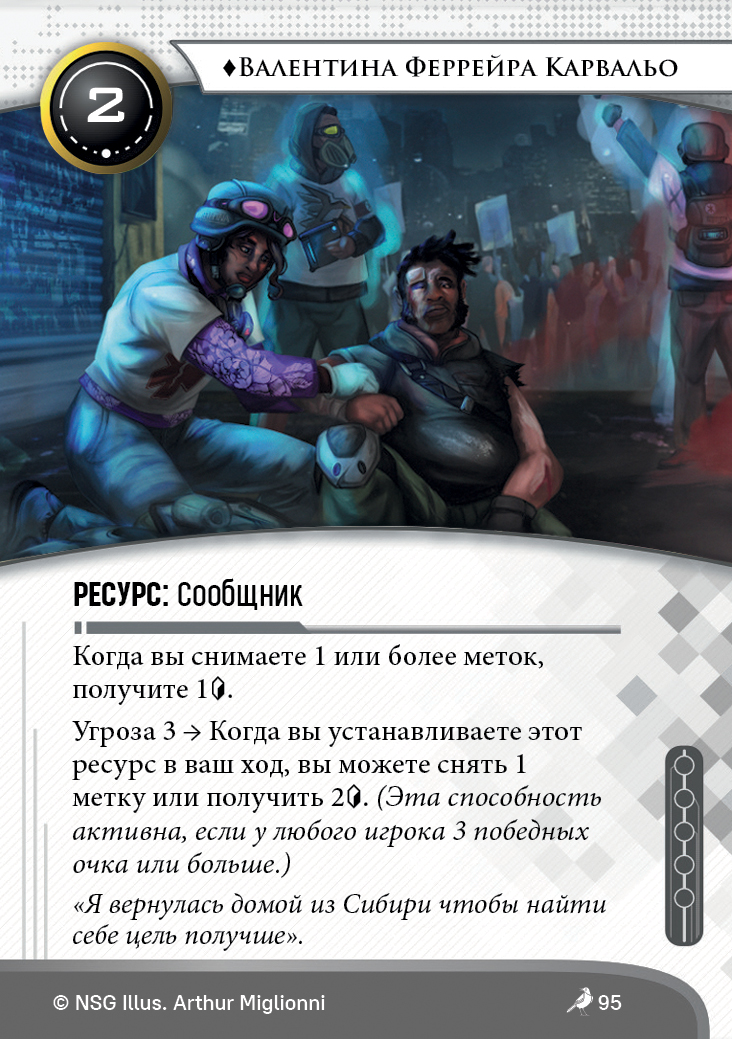 2
♦Валентина Феррейра Карвальо
РЕСУРС: Сообщник
Когда вы снимаете 1 или более меток,
получите 1.
Угроза 3 → Когда вы устанавливаете этот
ресурс в ваш ход, вы можете снять 1
метку или получить 2. (Эта способность
активна, если у любого игрока 3 победных
очка или больше.)
«Я вернулась домой из Сибири чтобы найти
себе цель получше».
© NSG Illus. Arthur Miglionni
95